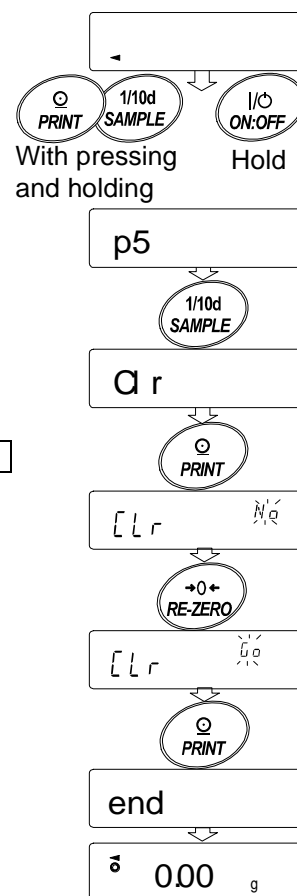 1/10d
PRINT SAMPLE ON:OFF
With pressing Hold
and holding
p5
1/10d
SAMPLE
a r
PRINT
CLr No
→0←
RE-ZERO
CLr Go
PRINT
end
0.00 g